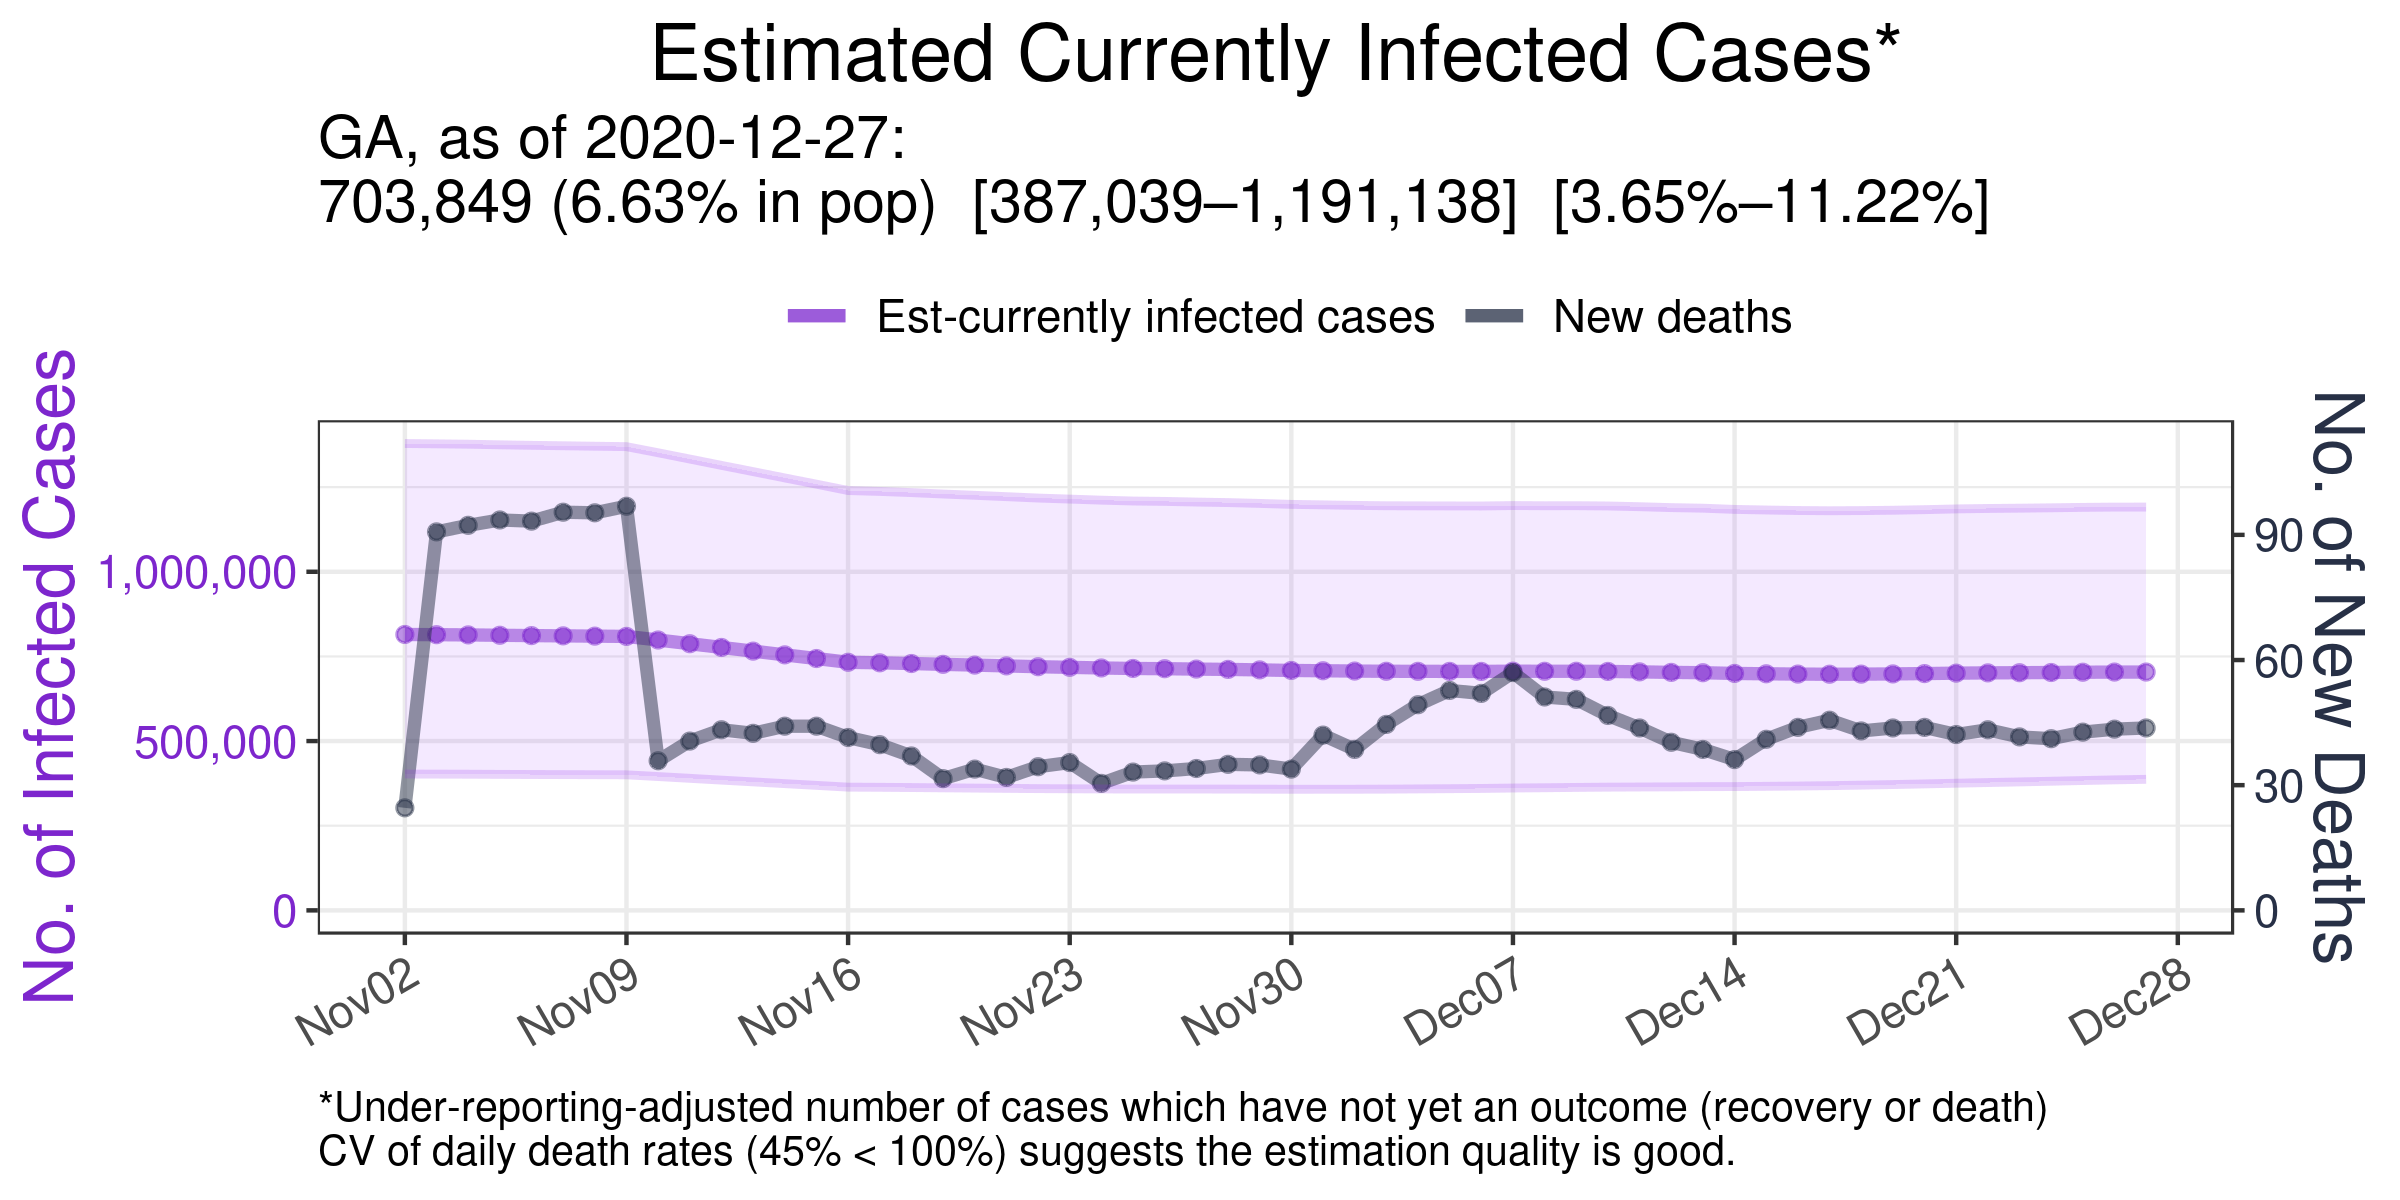 Estimated Currently Infected Cases*
GA, as of 2020-12-27:
703,849 (6.63% in pop)  [387,039–1,191,138]  [3.65%–11.22%]
Est-currently infected cases
New deaths
No. of Infected Cases
1,000,000
500,000
0
No. of New Deaths
90
60
30
0
Nov02
Nov09
Nov16
Nov23
Nov30
Dec07
Dec14
Dec21
Dec28
*Under-reporting-adjusted number of cases which have not yet an outcome (recovery or death)
CV of daily death rates (45% < 100%) suggests the estimation quality is good.